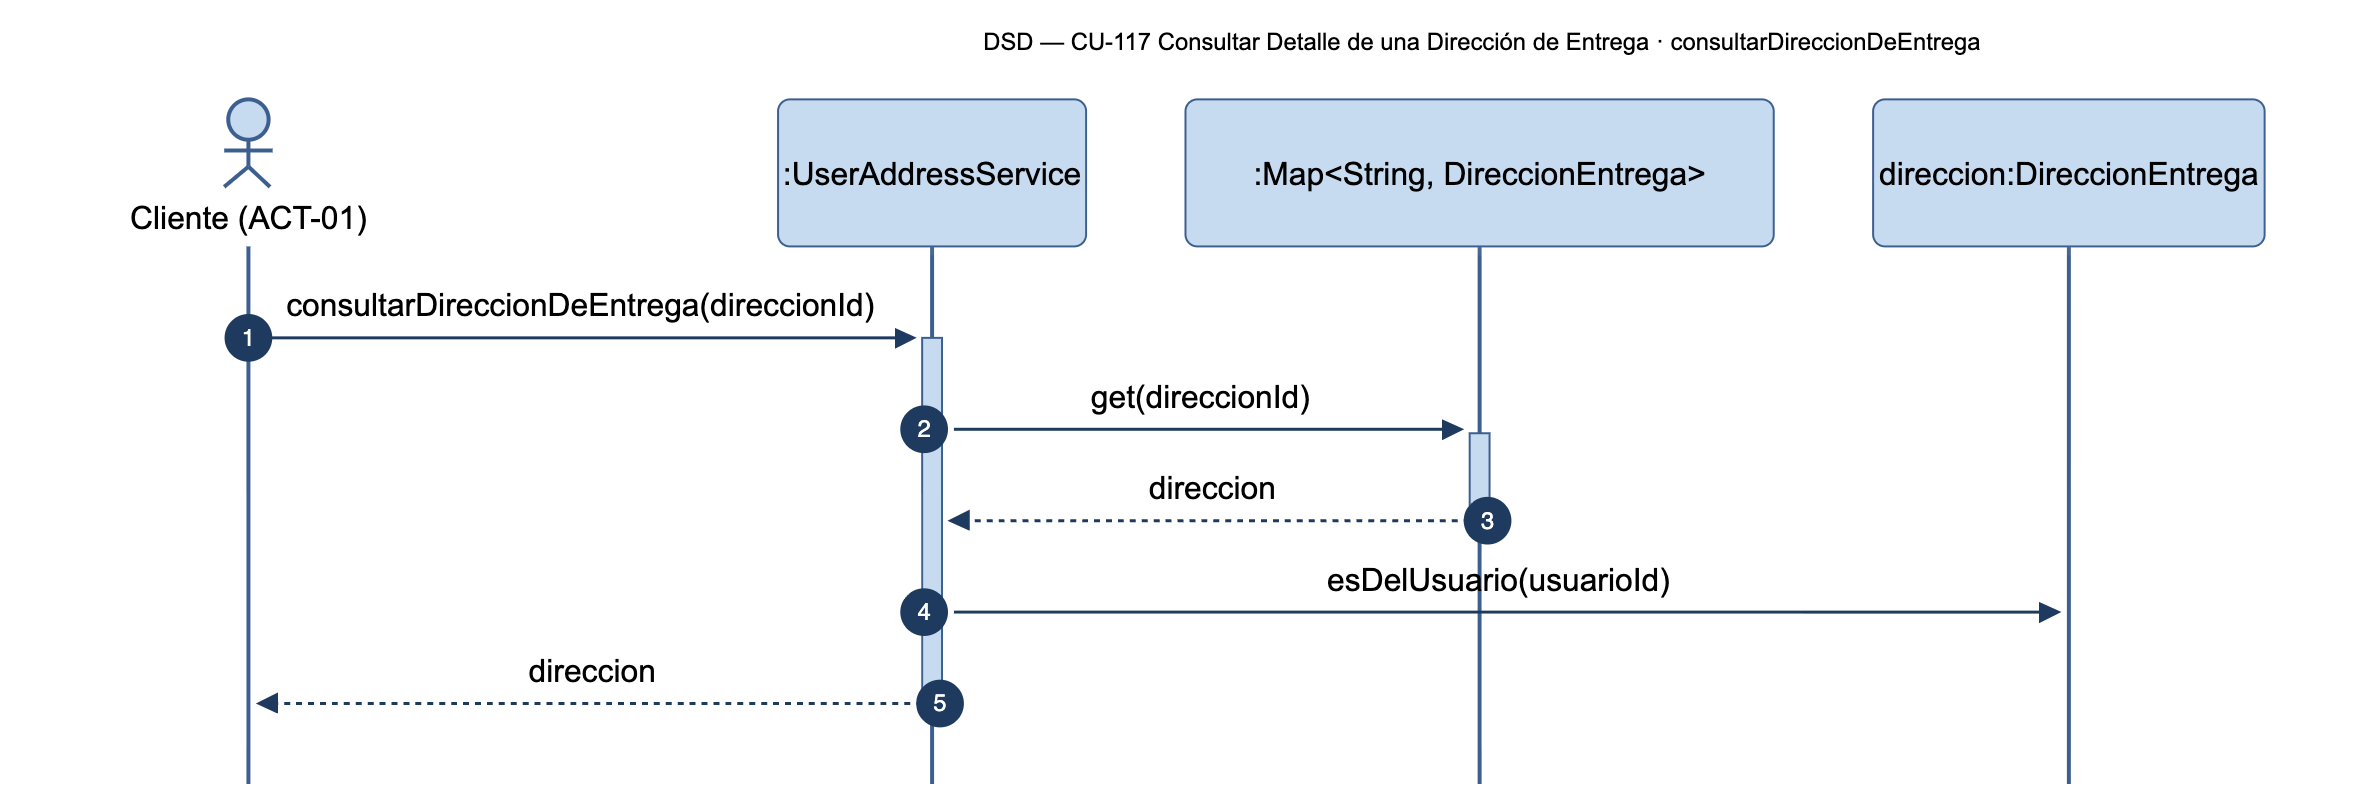 DSD — CU-117 Consultar Detalle de una Dirección de Entrega · consultarDireccionDeEntrega
Cliente (ACT-01)
:UserAddressService
:Map<String, DireccionEntrega>
direccion:DireccionEntrega
consultarDireccionDeEntrega(direccionId)
1
get(direccionId)
2
direccion
3
esDelUsuario(usuarioId)
4
direccion
5